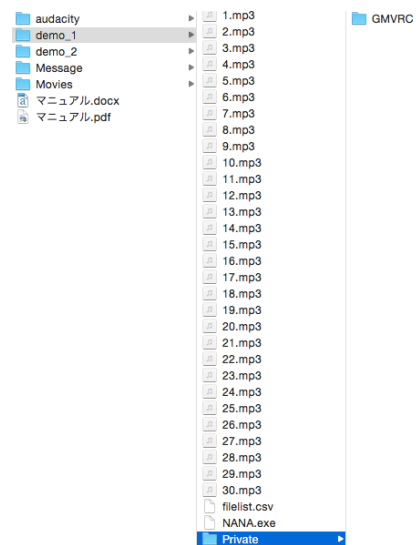 audacity
demo_1
demo_2
Message
Movies
マニュアル.docx
マニュアル.pdf
1.mp3
2.mp3
3.mp3
4.mp3
5.mp3
6.mp3
7.mp3
8.mp3
9.mp3
10.mp3
11.mp3
12.mp3
13.mp3
14.mp3
15.mp3
16.mp3
17.mp3
18.mp3
19.mp3
20.mp3
21.mp3
22.mp3
23.mp3
24.mp3
25.mp3
26.mp3
27.mp3
28.mp3
29.mp3
30.mp3
filelist.csv
NANA.exe
Private
GMVRC